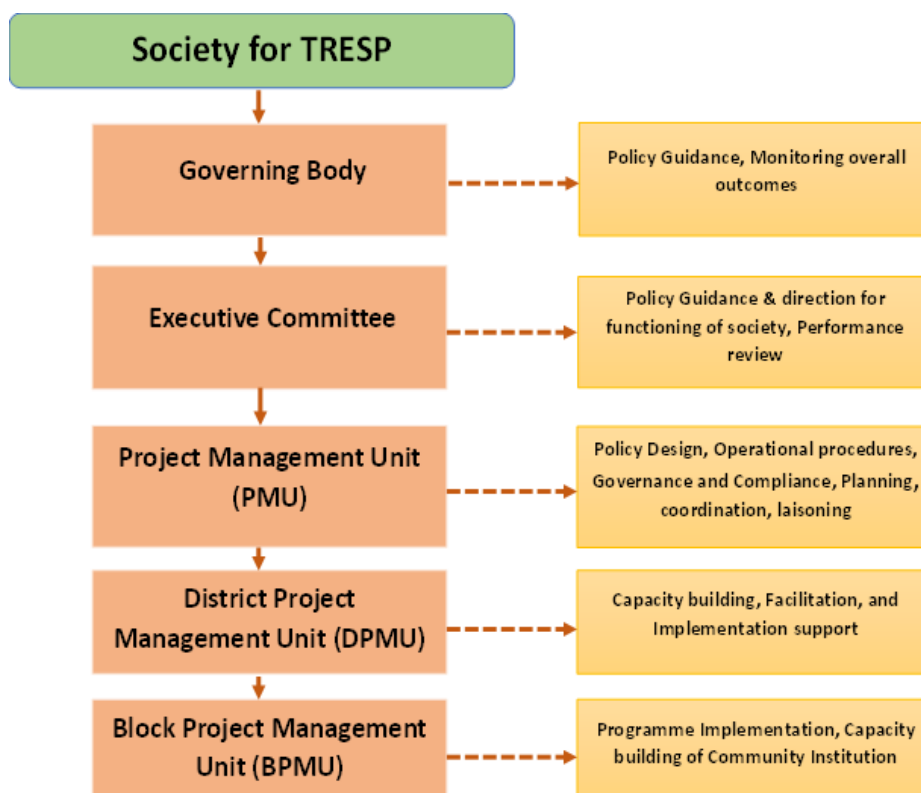 Society for TRESP
Governing Body
Policy Guidance, Monitoring overall
outcomes
Executive Committee
Policy Guidance & direction for
functioning of society, Performance
review
Project Management Unit
(PMU)
Policy Design, Operational procedures,
Governance and Compliance, Planning,
coordination, laisoning
District Project
Management Unit (DPMU)
Capacity building, Facilitation, and
Implementation support
Block Project Management
Unit (BPMU)
Programme Implementation, Capacity
building of Community Institution